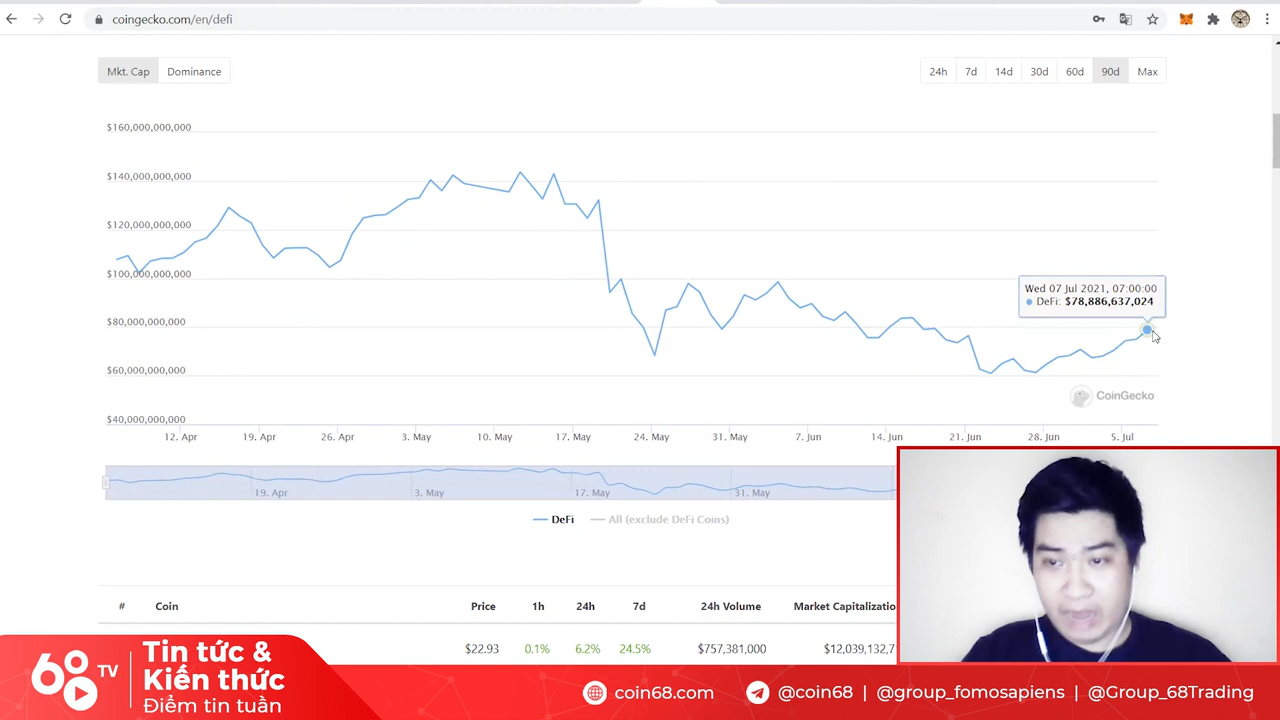 coingecko.com/en/defi
Mkt. Cap Dominance
24h 7d 14d 30d 60d 90d Max
$160,000,000,000
$140,000,000,000
$120,000,000,000
$100,000,000,000
$80,000,000,000
$60,000,000,000
$40,000,000,000
Wed 07 Jul 2021, 07:00:00
DeFi: $78,886,637,024
CoinGecko
12. Apr 19. Apr 26. Apr 3. May 10. May 17. May 24. May 31. May 7. Jun 14. Jun 21. Jun 28. Jun 5. Jul
19. Apr 3. May 17. May 31. May
DeFi All (exclude DeFi Coins)
# Coin Price 1h 24h 7d 24h Volume Market Capitalizatio
$22.93 0.1% 6.2% 24.5% $757,381,000 $12,039,132,7
68 TV
Tin tức &
Kiến thức
Điểm tin tuần
coin68.com @coin68 | @group_fomosapiens | @Group_68Trading